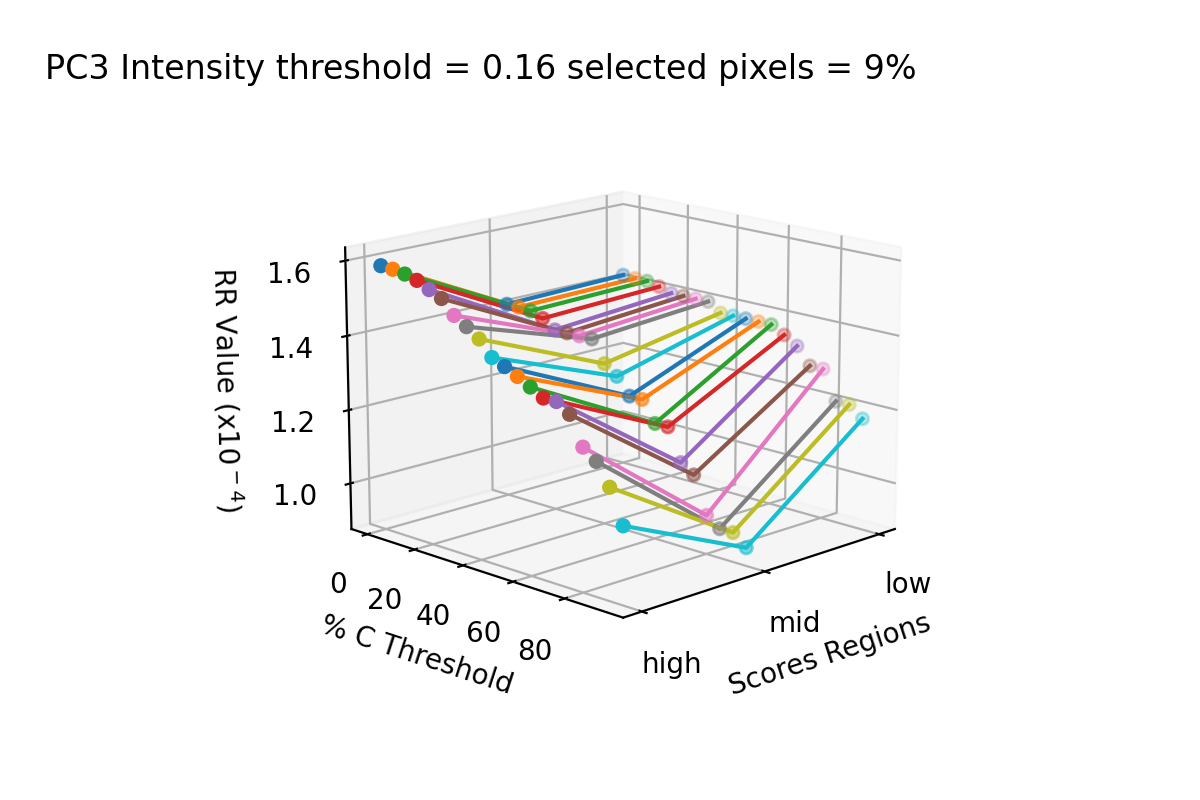 PC3 Intensity threshold = 0.16 selected pixels = 9%
RR Value (x10⁻⁴)
1.6
1.4
1.2
1.0
0
20
40
60
80
% C Threshold
high
mid
low
Scores Regions